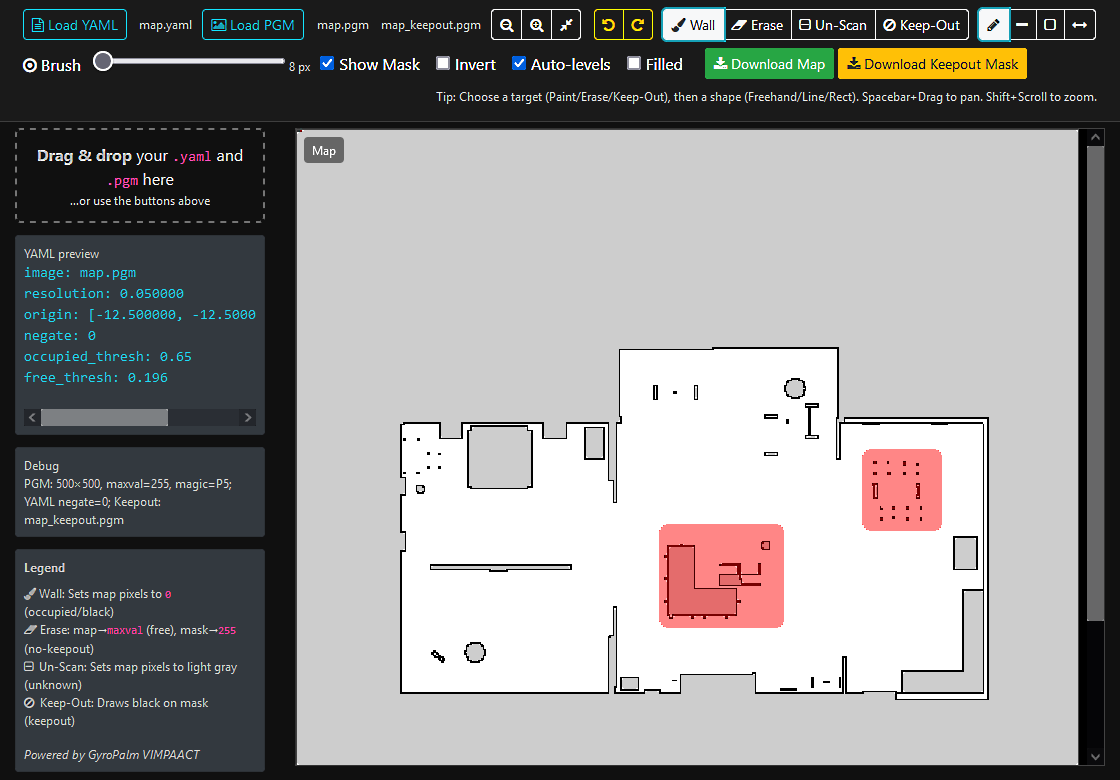 Load YAML map.yaml Load PGM map.pgm map_keepout.pgm Wall Erase Un-Scan Keep-Out
Brush 8 px Show Mask Invert Auto-levels Filled Download Map Download Keepout Mask
Tip: Choose a target (Paint/Erase/Keep-Out), then a shape (Freehand/Line/Rect). Spacebar+Drag to pan. Shift+Scroll to zoom.
Drag & drop your .yaml and
.pgm here
...or use the buttons above
YAML preview
image: map.pgm
resolution: 0.050000
origin: [-12.500000, -12.5000
negate: 0
occupied_thresh: 0.65
free_thresh: 0.196
Debug
PGM: 500×500, maxval=255, magic=P5;
YAML negate=0; Keepout:
map_keepout.pgm
Legend
Wall: Sets map pixels to 0
(occupied/black)
Erase: map→maxval (free), mask→255
(no-keepout)
Un-Scan: Sets map pixels to light gray
(unknown)
Keep-Out: Draws black on mask
(keepout)
Powered by GyroPalm VIMPAACT
Map